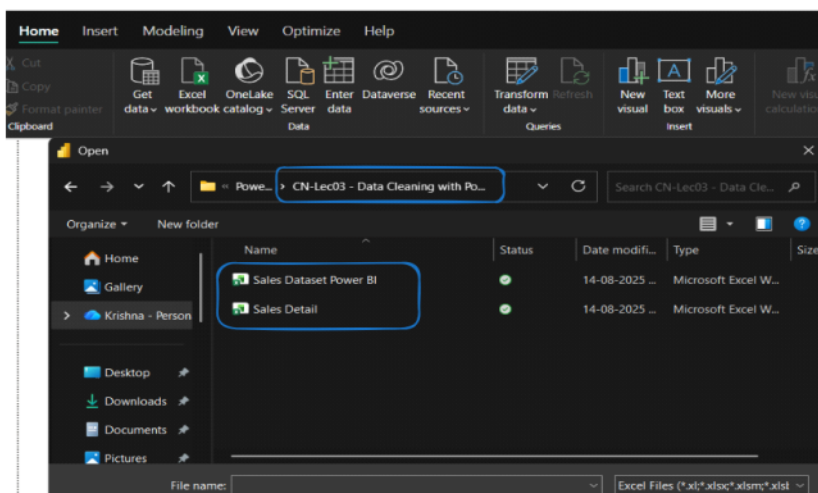 Home Insert Modeling View Optimize Help
Cut
Copy
Format painter
Clipboard
Get data
Excel workbook
OneLake catalog
SQL Server
Enter data
Dataverse
Recent sources
Data
Transform data
Refresh
Queries
New visual
Text box
More visuals
Insert
New
Open
« Powe... > CN-Lec03 - Data Cleaning with Po...
Search CN-Lec03 - Data Cle...
Organize New folder
Name Status Date modifi... Type Size
Home
Gallery
Krishna - Person
Desktop
Downloads
Documents
Pictures
Sales Dataset Power BI 14-08-2025 ... Microsoft Excel W...
Sales Detail 14-08-2025 ... Microsoft Excel W...
File name:
Excel Files (*.xl;*.xlsx;*.xlsm;*.xlsb